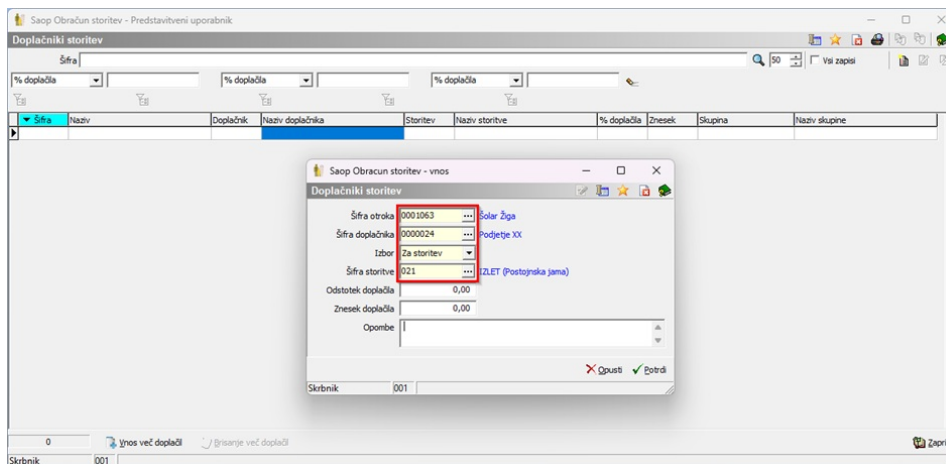 Saop Obračun storitev - Predstavitveni uporabnik
Doplačniki storitev
Šifra 50 Vsi zapisi
% doplačila % doplačila % doplačila
Šifra Naziv Doplačnik Naziv doplačnika Storitev Naziv storitve % doplačila Znesek Skupina Naziv skupine
Saop Obracun storitev - vnos
Doplačniki storitev
Šifra otroka 0001063 ... Šolar Žiga
Šifra doplačnika 0000024 ... Podjetje XX
Izbor Za storitev
Šifra storitve 021 ... IZLET (Postojnska jama)
Odstotek doplačila 0,00
Znesek doplačila 0,00
Opombe
Opusti Potrdi
Skrbnik 001
0 Vnos več doplačil Brisanje več doplačil Zapri
Skrbnik 001